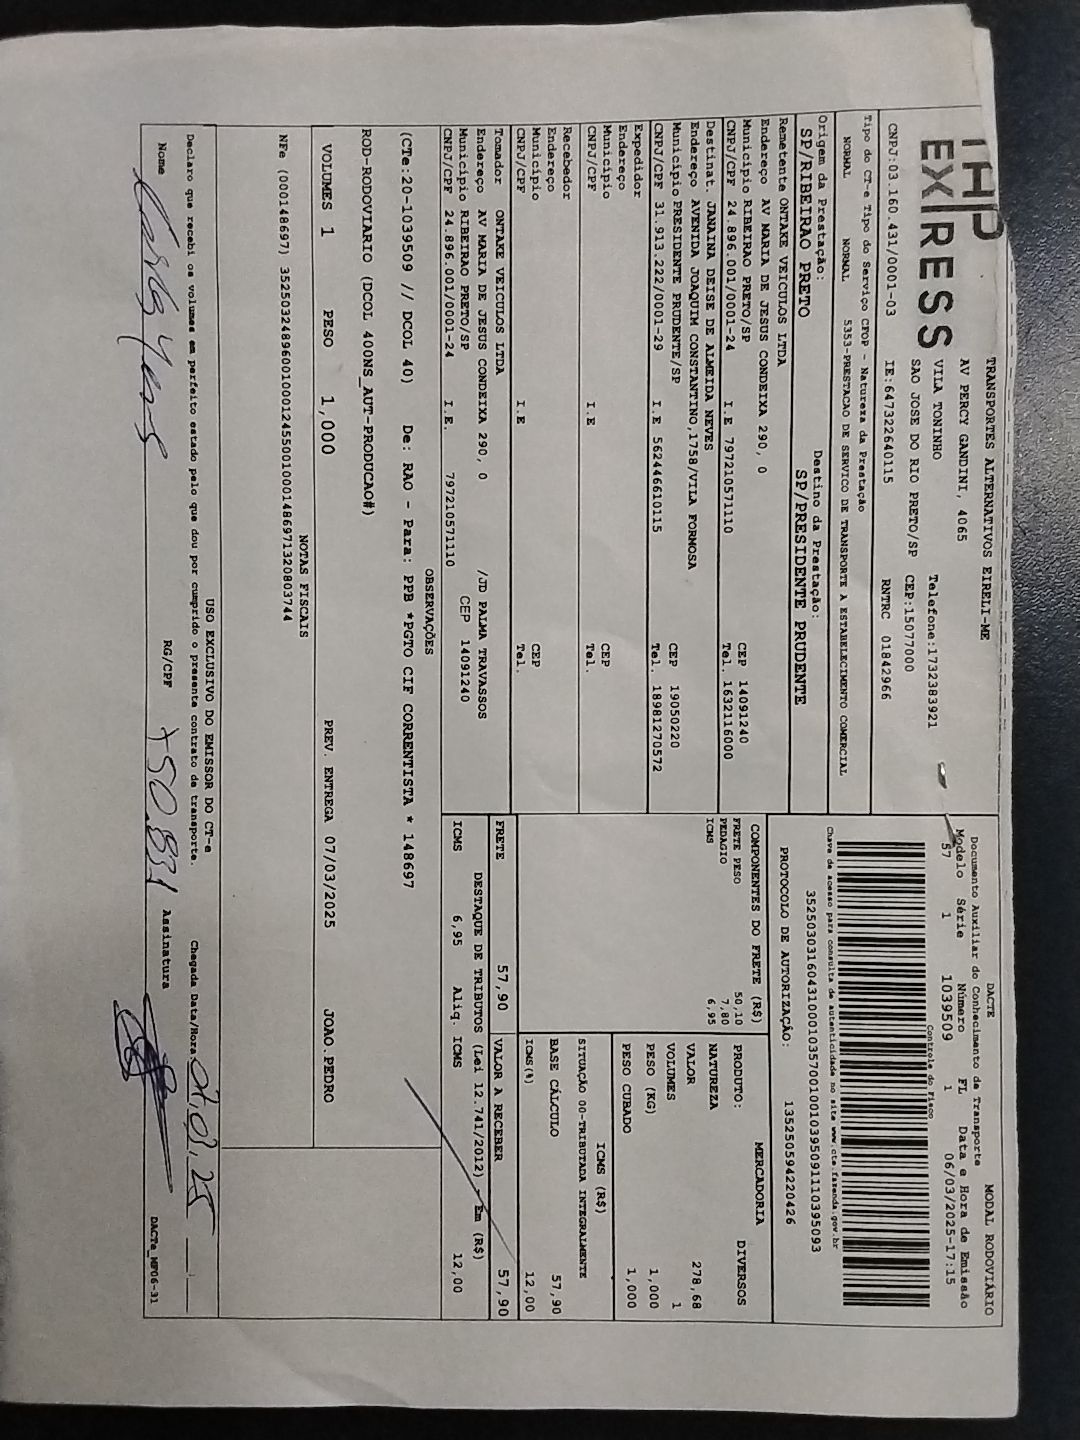 THP
EXPRESS
TRANSPORTES ALTERNATIVOS EIRELI-ME
AV PERCY GANDINI, 4065
VILA TONINHO Telefone:1732383921
SAO JOSE DO RIO PRETO/SP CEP:15077000
CNPJ:03.160.431/0001-03 IE:647322640115 RNTRC 01842966
DACTE MODAL RODOVIÁRIO
Documento Auxiliar do Conhecimento de Transporte
Modelo Série Número FL Data e Hora de Emissão
57 1 1039509 1 06/03/2025-17:15
Controle do Fisco
Chave de acesso para consulta de autenticidade no site www.cte.fazenda.gov.br
35250303160431000103570010010395091110395093
PROTOCOLO DE AUTORIZAÇÃO: 135250594220426
Tipo do CT-e Tipo do Serviço CFOP - Natureza da Prestação
NORMAL NORMAL 5353-PRESTACAO DE SERVICO DE TRANSPORTE A ESTABELECIMENTO COMERCIAL
Origem da Prestação: Destino da Prestação:
SP/RIBEIRAO PRETO SP/PRESIDENTE PRUDENTE
Remetente ONTAKE VEICULOS LTDA
Endereço AV MARIA DE JESUS CONDEIXA 290, 0
Município RIBEIRAO PRETO/SP CEP 14091240
CNPJ/CPF 24.896.001/0001-24 I.E 797210571110 Tel. 1632116000
Destinat. JANAINA DEISE DE ALMEIDA NEVES
Endereço AVENIDA JOAQUIM CONSTANTINO,1758/VILA FORMOSA
Município PRESIDENTE PRUDENTE/SP CEP 19050220
CNPJ/CPF 31.913.222/0001-29 I.E 562446610115 Tel. 18981270572
Expedidor
Endereço
Município CEP
CNPJ/CPF I.E Tel.
Recebedor
Endereço
Município CEP
CNPJ/CPF I.E Tel.
Tomador ONTAKE VEICULOS LTDA
Endereço AV MARIA DE JESUS CONDEIXA 290, 0 /JD PALMA TRAVASSOS
Município RIBEIRAO PRETO/SP CEP 14091240
CNPJ/CPF 24.896.001/0001-24 I.E. 797210571110
COMPONENTES DO FRETE (R$)
FRETE PESO 50,10
PEDAGIO 7,80
ICMS 6,95
MERCADORIA
PRODUTO: DIVERSOS
NATUREZA
VALOR 278,68
VOLUMES 1
PESO (KG) 1,000
PESO CUBADO 1,000
ICMS (R$)
SITUAÇÃO 00-TRIBUTADA INTEGRALMENTE
BASE CÁLCULO 57,90
ICMS(%) 12,00
FRETE 57,90 VALOR A RECEBER 57,90
DESTAQUE DE TRIBUTOS (Lei 12.741/2012) - Em (R$)
ICMS 6,95 Aliq. ICMS 12,00
OBSERVAÇÕES
(CTe:20-1039509 // DCOL 40) De: RAO - Para: PPB *PGTO CIF CORRENTISTA * 148697
ROD-RODOVIARIO (DCOL 400NS_AUT-PRODUCAO#)
VOLUMES 1 PESO 1,000 PREV. ENTREGA 07/03/2025 JOAO.PEDRO
NOTAS FISCAIS
NFe (000148697) 35250324896001000124550010001486971320803744
USO EXCLUSIVO DO EMISSOR DO CT-e
Declaro que recebi os volumes em perfeito estado pelo que dou por cumprido o presente contrato de transporte. Chegada Data/Hora 07,03,25
Nome RG/CPF Assinatura
DACTe_MP06-31